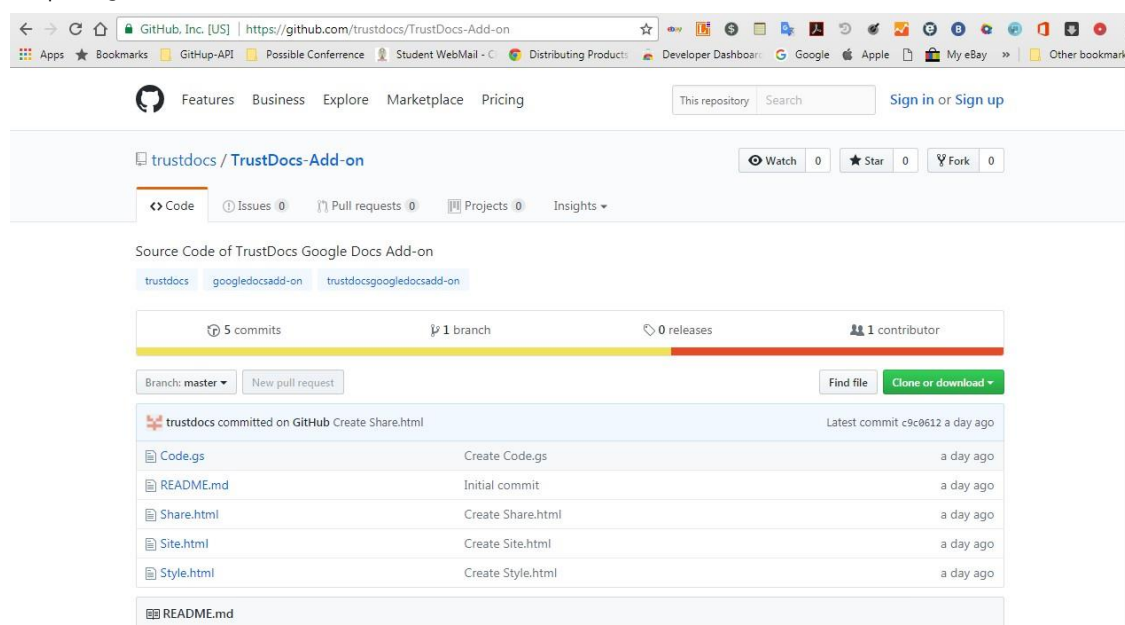 GitHub, Inc. [US] | https://github.com/trustdocs/TrustDocs-Add-on
Apps Bookmarks GitHup-API Possible Conferrence Student WebMail - C Distributing Products Developer Dashboar G Google Apple My eBay » Other bookmark
Features Business Explore Marketplace Pricing This repository Search Sign in or Sign up
trustdocs / TrustDocs-Add-on Watch 0 Star 0 Fork 0
Code Issues 0 Pull requests 0 Projects 0 Insights
Source Code of TrustDocs Google Docs Add-on
trustdocs googledocsadd-on trustdocsgoogledocsadd-on
5 commits 1 branch 0 releases 1 contributor
Branch: master New pull request Find file Clone or download
trustdocs committed on GitHub Create Share.html Latest commit c9c0612 a day ago
Code.gs Create Code.gs a day ago
README.md Initial commit a day ago
Share.html Create Share.html a day ago
Site.html Create Site.html a day ago
Style.html Create Style.html a day ago
README.md